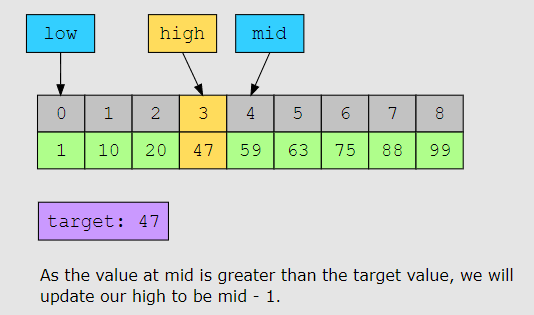 low high mid
0 1 2 3 4 5 6 7 8
1 10 20 47 59 63 75 88 99
target: 47
As the value at mid is greater than the target value, we will
update our high to be mid - 1.